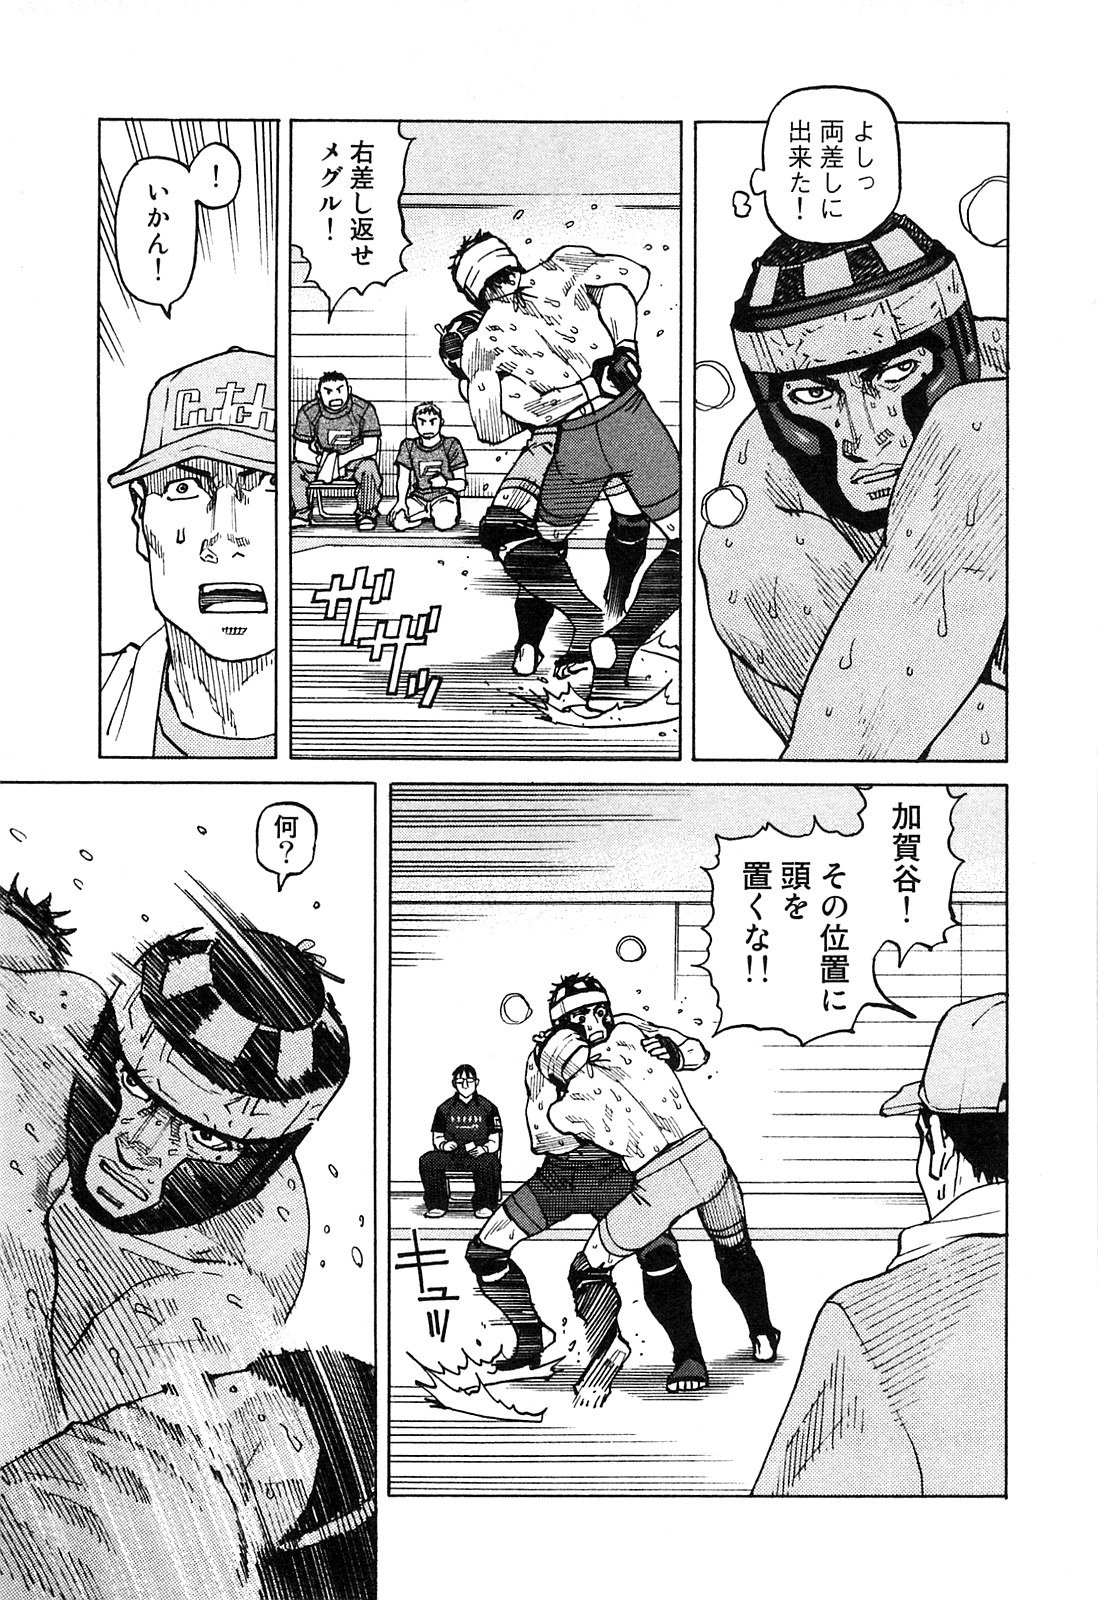 よしっ
両差しに
出来た！
右差し返せ
メグル！
ザザザザッ
！
いかん！
Cutch
加賀谷！
その位置に
頭を
置くな!!
キュッ
何？